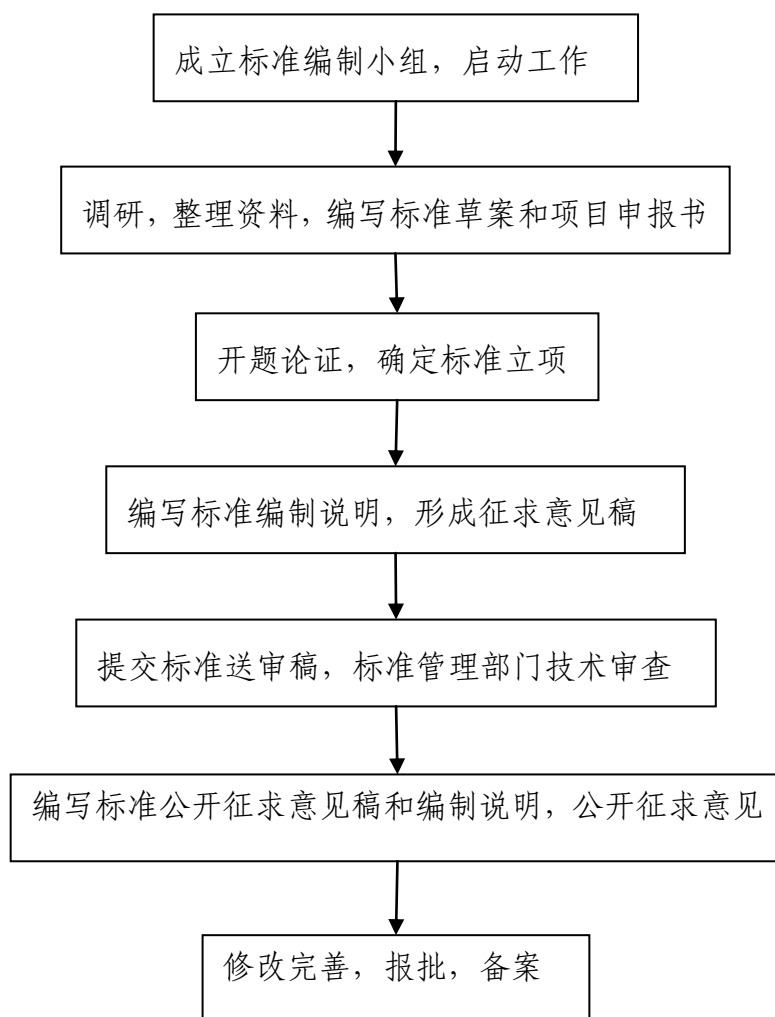 成立标准编制小组，启动工作
调研，整理资料，编写标准草案和项目申报书
开题论证，确定标准立项
编写标准编制说明，形成征求意见稿
提交标准送审稿，标准管理部门技术审查
编写标准公开征求意见稿和编制说明，公开征求意见
修改完善，报批，备案